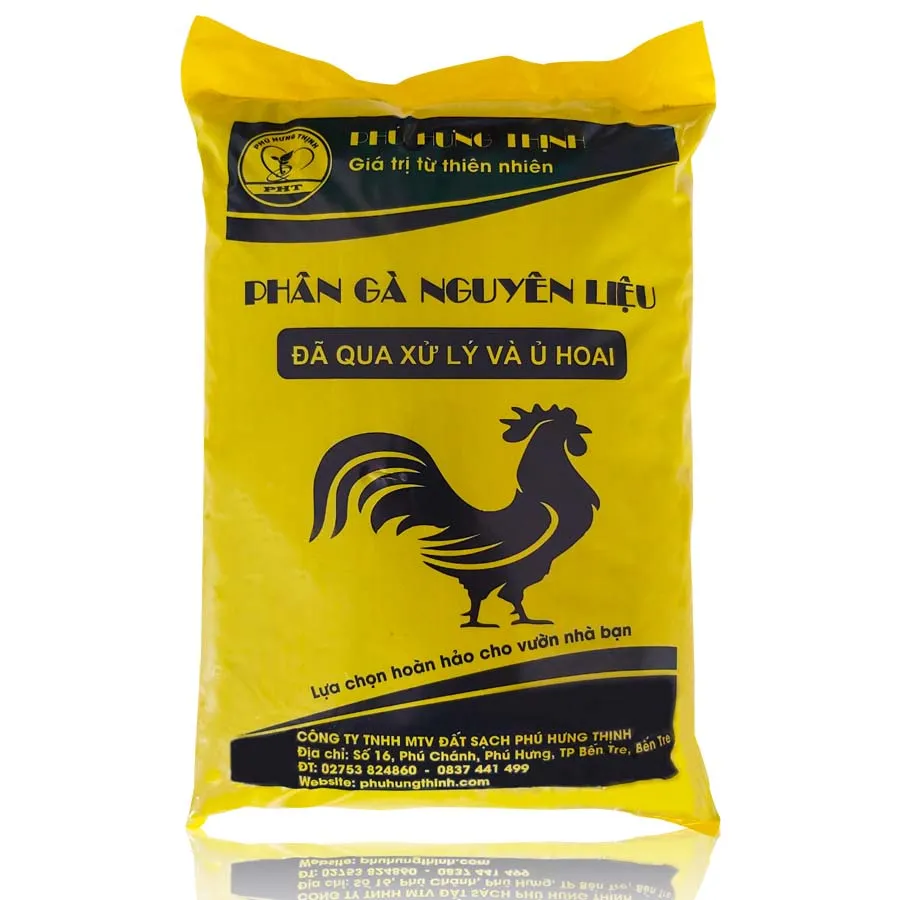 PHÚ HƯNG THỊNH
PHT
PHÚ HƯNG THỊNH
Giá trị từ thiên nhiên
PHÂN GÀ NGUYÊN LIỆU
ĐÃ QUA XỬ LÝ VÀ Ủ HOAI
Lựa chọn hoàn hảo cho vườn nhà bạn
CÔNG TY TNHH MTV ĐẤT SẠCH PHÚ HƯNG THỊNH
Địa chỉ: Số 16, Phú Chánh, Phú Hưng, TP Bến Tre, Bến Tre
ĐT: 02753 824860 - 0837 441 499
Website: phuhungthinh.com